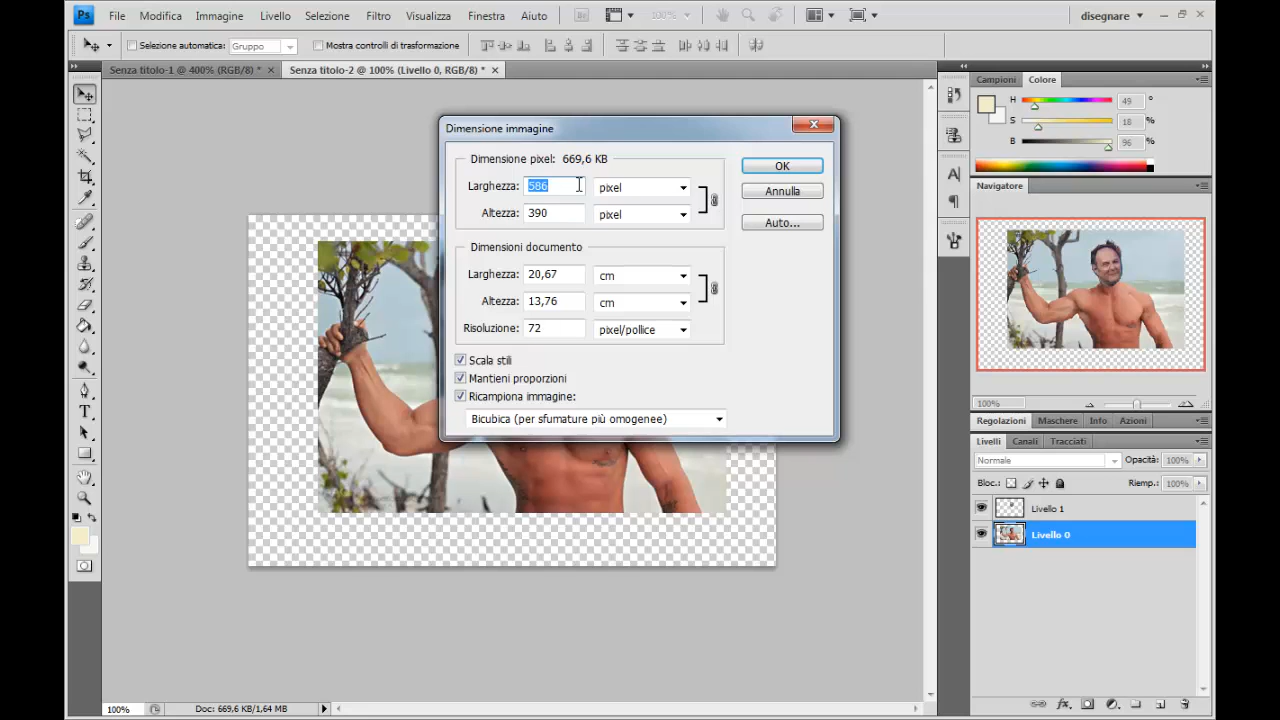 Ps File Modifica Immagine Livello Selezione Filtro Visualizza Finestra Aiuto Br 100% disegnare
Selezione automatica: Gruppo Mostra controlli di trasformazione
Senza titolo-1 @ 400% (RGB/8) * Senza titolo-2 @ 100% (Livello 0, RGB/8) *
Dimensione immagine
Dimensione pixel: 669,6 KB
Larghezza: 586 pixel
Altezza: 390 pixel
Dimensioni documento
Larghezza: 20,67 cm
Altezza: 13,76 cm
Risoluzione: 72 pixel/pollice
Scala stili
Mantieni proporzioni
Ricampiona immagine:
Bicubica (per sfumature più omogenee)
OK
Annulla
Auto...
Campioni Colore
H 49 °
S 18 %
B 96 %
Navigatore
100%
Regolazioni Maschere Info Azioni
Livelli Canali Tracciati
Normale Opacità: 100%
Bloc.: Riemp.: 100%
Livello 1
Livello 0
100% Doc: 669,6 KB/1,64 MB